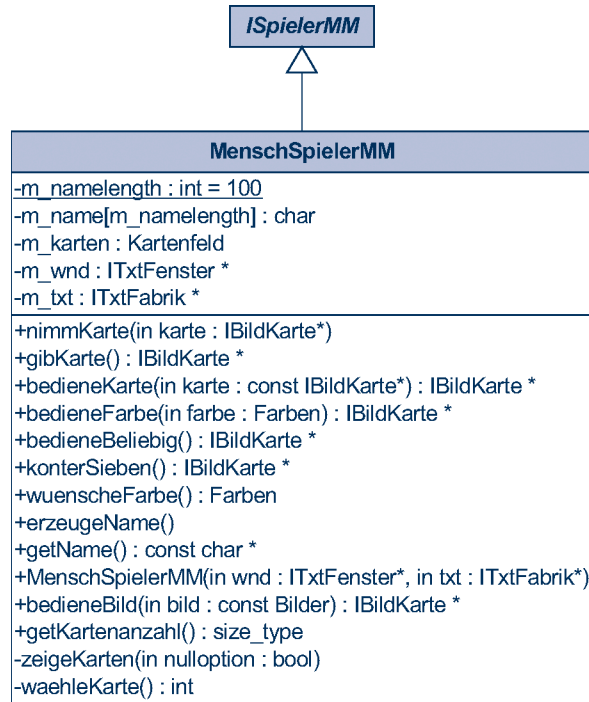 ISpielerMM
MenschSpielerMM
-m_namelength : int = 100
-m_name[m_namelength] : char
-m_karten : Kartenfeld
-m_wnd : ITxtFenster *
-m_txt : ITxtFabrik *
+nimmKarte(in karte : IBildKarte*)
+gibKarte() : IBildKarte *
+bedieneKarte(in karte : const IBildKarte*) : IBildKarte *
+bedieneFarbe(in farbe : Farben) : IBildKarte *
+bedieneBeliebig() : IBildKarte *
+konterSieben() : IBildKarte *
+wuenscheFarbe() : Farben
+erzeugeName()
+getName() : const char *
+MenschSpielerMM(in wnd : ITxtFenster*, in txt : ITxtFabrik*)
+bedieneBild(in bild : const Bilder) : IBildKarte *
+getKartenanzahl() : size_type
-zeigeKarten(in nulloption : bool)
-waehleKarte() : int